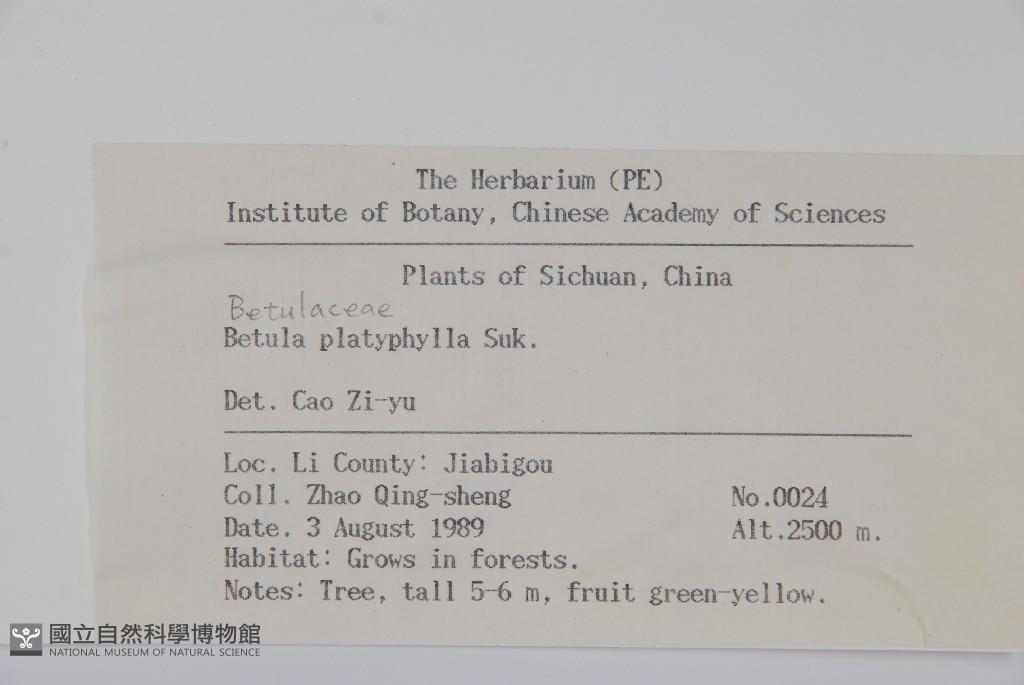 The Herbarium (PE)
Institute of Botany, Chinese Academy of Sciences
Plants of Sichuan, China
Betulaceae
Betula platyphylla Suk.
Det. Cao Zi-yu
Loc. Li County: Jiabigou
Coll. Zhao Qing-sheng No.0024
Date. 3 August 1989 Alt.2500 m.
Habitat: Grows in forests.
Notes: Tree, tall 5-6 m, fruit green-yellow.
國立自然科學博物館
NATIONAL MUSEUM OF NATURAL SCIENCE